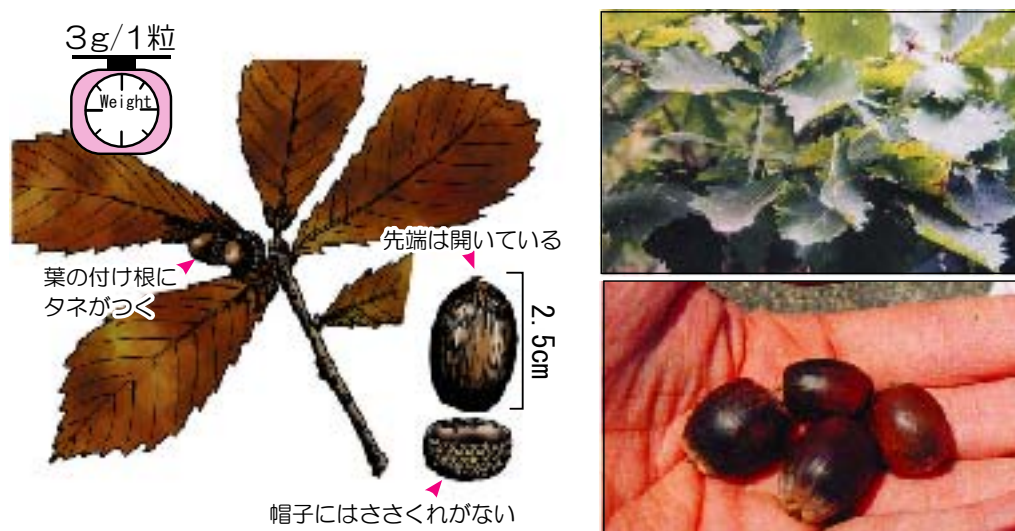 3g/1粒
Weight
先端は開いている
葉の付け根に
タネがつく
2.5cm
帽子にはささくれがない